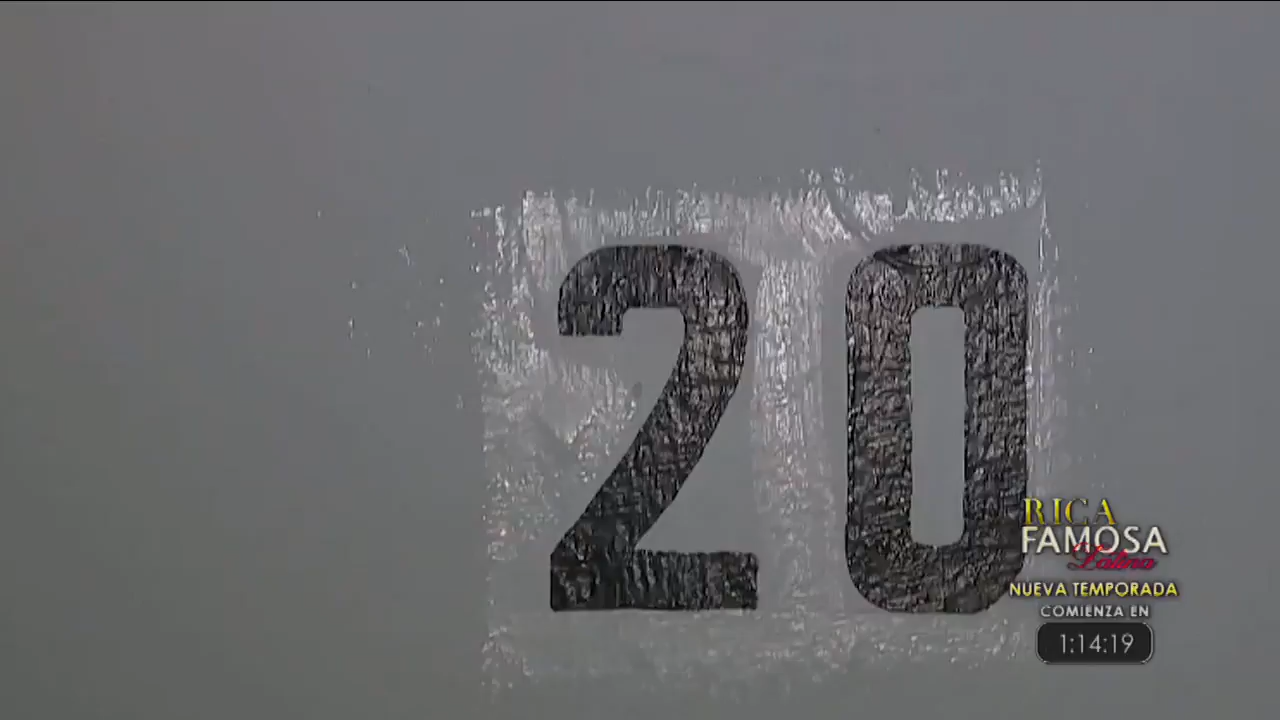 20
RICA
FAMOSA
Latina
NUEVA TEMPORADA
COMIENZA EN
1:14:19